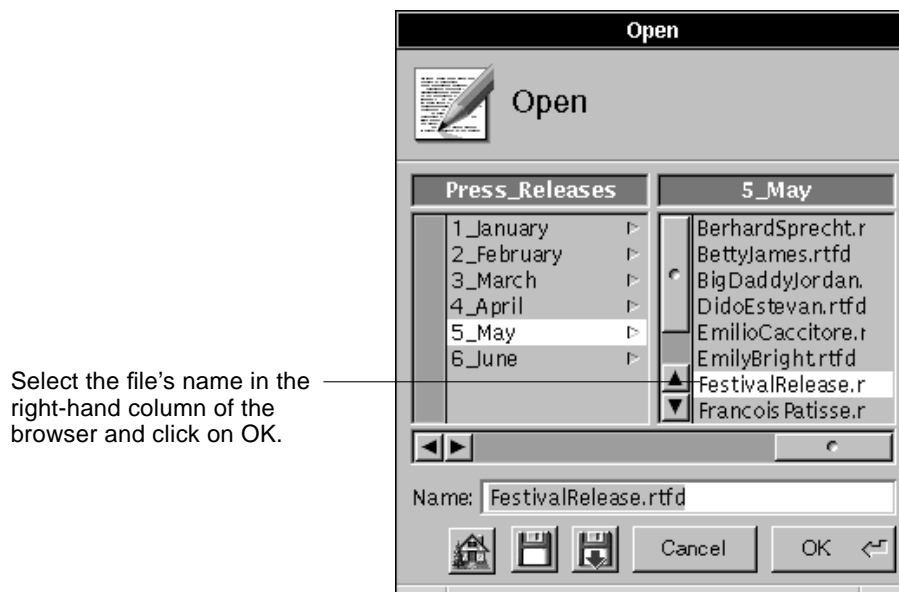 Open
Open
Press_Releases
5_May
1_January
2_February
3_March
4_April
5_May
6_June
BerhardSprecht.r
BettyJames.rtfd
BigDaddyJordan.
DidoEstevan.rtfd
EmilioCaccitore.r
EmilyBright.rtfd
FestivalRelease.r
Francois Patisse.r
Select the file’s name in the
right-hand column of the
browser and click on OK.
Name: FestivalRelease.rtfd
Cancel
OK